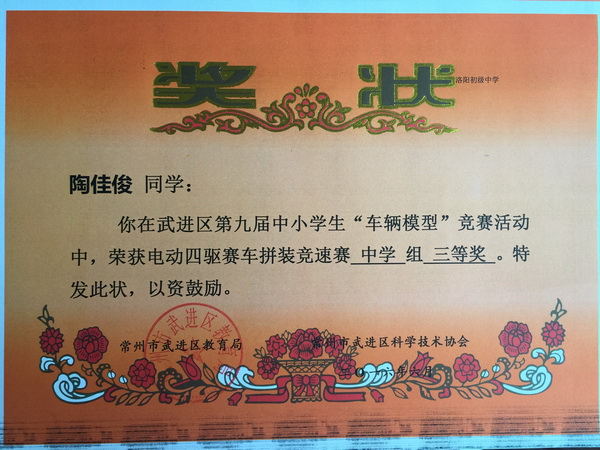 奖 状
洛阳初级中学
陶佳俊 同学：
你在武进区第九届中小学生“车辆模型”竞赛活动
中，荣获电动四驱赛车拼装竞速赛 中学 组 三等奖 。特
发此状，以资鼓励。
常州市武进区教育局 常州市武进区科学技术协会
六年六月